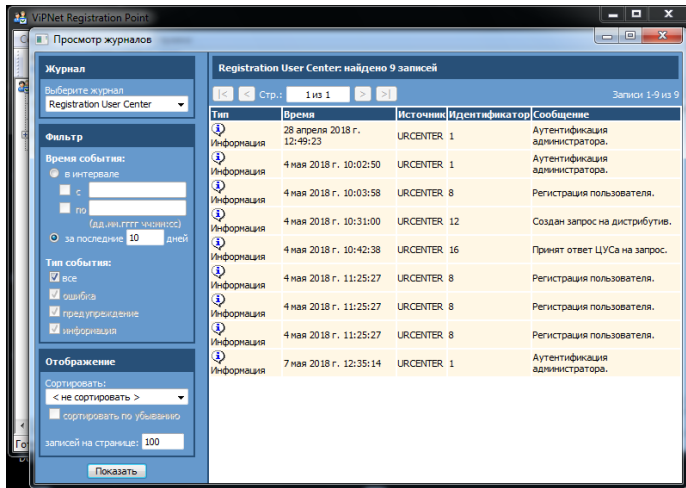 ViPNet Registration Point
Просмотр журналов
Журнал
Выберите журнал
Registration User Center
Фильтр
Время события:
в интервале
с
по
(дд.мм.гггг чч:мм:сс)
за последние 10 дней
Тип события:
все
ошибка
предупреждение
информация
Отображение
Сортировать:
< не сортировать >
сортировать по убыванию
записей на странице: 100
Показать
Registration User Center: найдено 9 записей
|< < Стр.: 1 из 1 > >| Записи 1-9 из 9
Тип Время Источник Идентификатор Сообщение
Информация 28 апреля 2018 г. 12:49:23 URCENTER 1 Аутентификация администратора.
Информация 4 мая 2018 г. 10:02:50 URCENTER 1 Аутентификация администратора.
Информация 4 мая 2018 г. 10:03:58 URCENTER 8 Регистрация пользователя.
Информация 4 мая 2018 г. 10:31:00 URCENTER 12 Создан запрос на дистрибутив.
Информация 4 мая 2018 г. 10:42:38 URCENTER 16 Принят ответ ЦУСа на запрос.
Информация 4 мая 2018 г. 11:25:27 URCENTER 8 Регистрация пользователя.
Информация 4 мая 2018 г. 11:25:27 URCENTER 8 Регистрация пользователя.
Информация 4 мая 2018 г. 11:25:27 URCENTER 8 Регистрация пользователя.
Информация 7 мая 2018 г. 12:35:14 URCENTER 1 Аутентификация администратора.